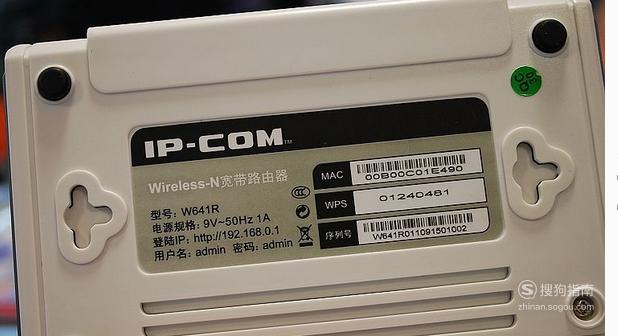 IP-COM™
Wireless-N宽带路由器
型号: W641R
电源规格: 9V~50Hz 1A
登陆IP: http://192.168.0.1
用户名: admin 密码: admin
MAC
00B00C01E490
WPS
01240481
序列号
W641R011091501002
QC
搜狗指南
zhinan.sogou.com